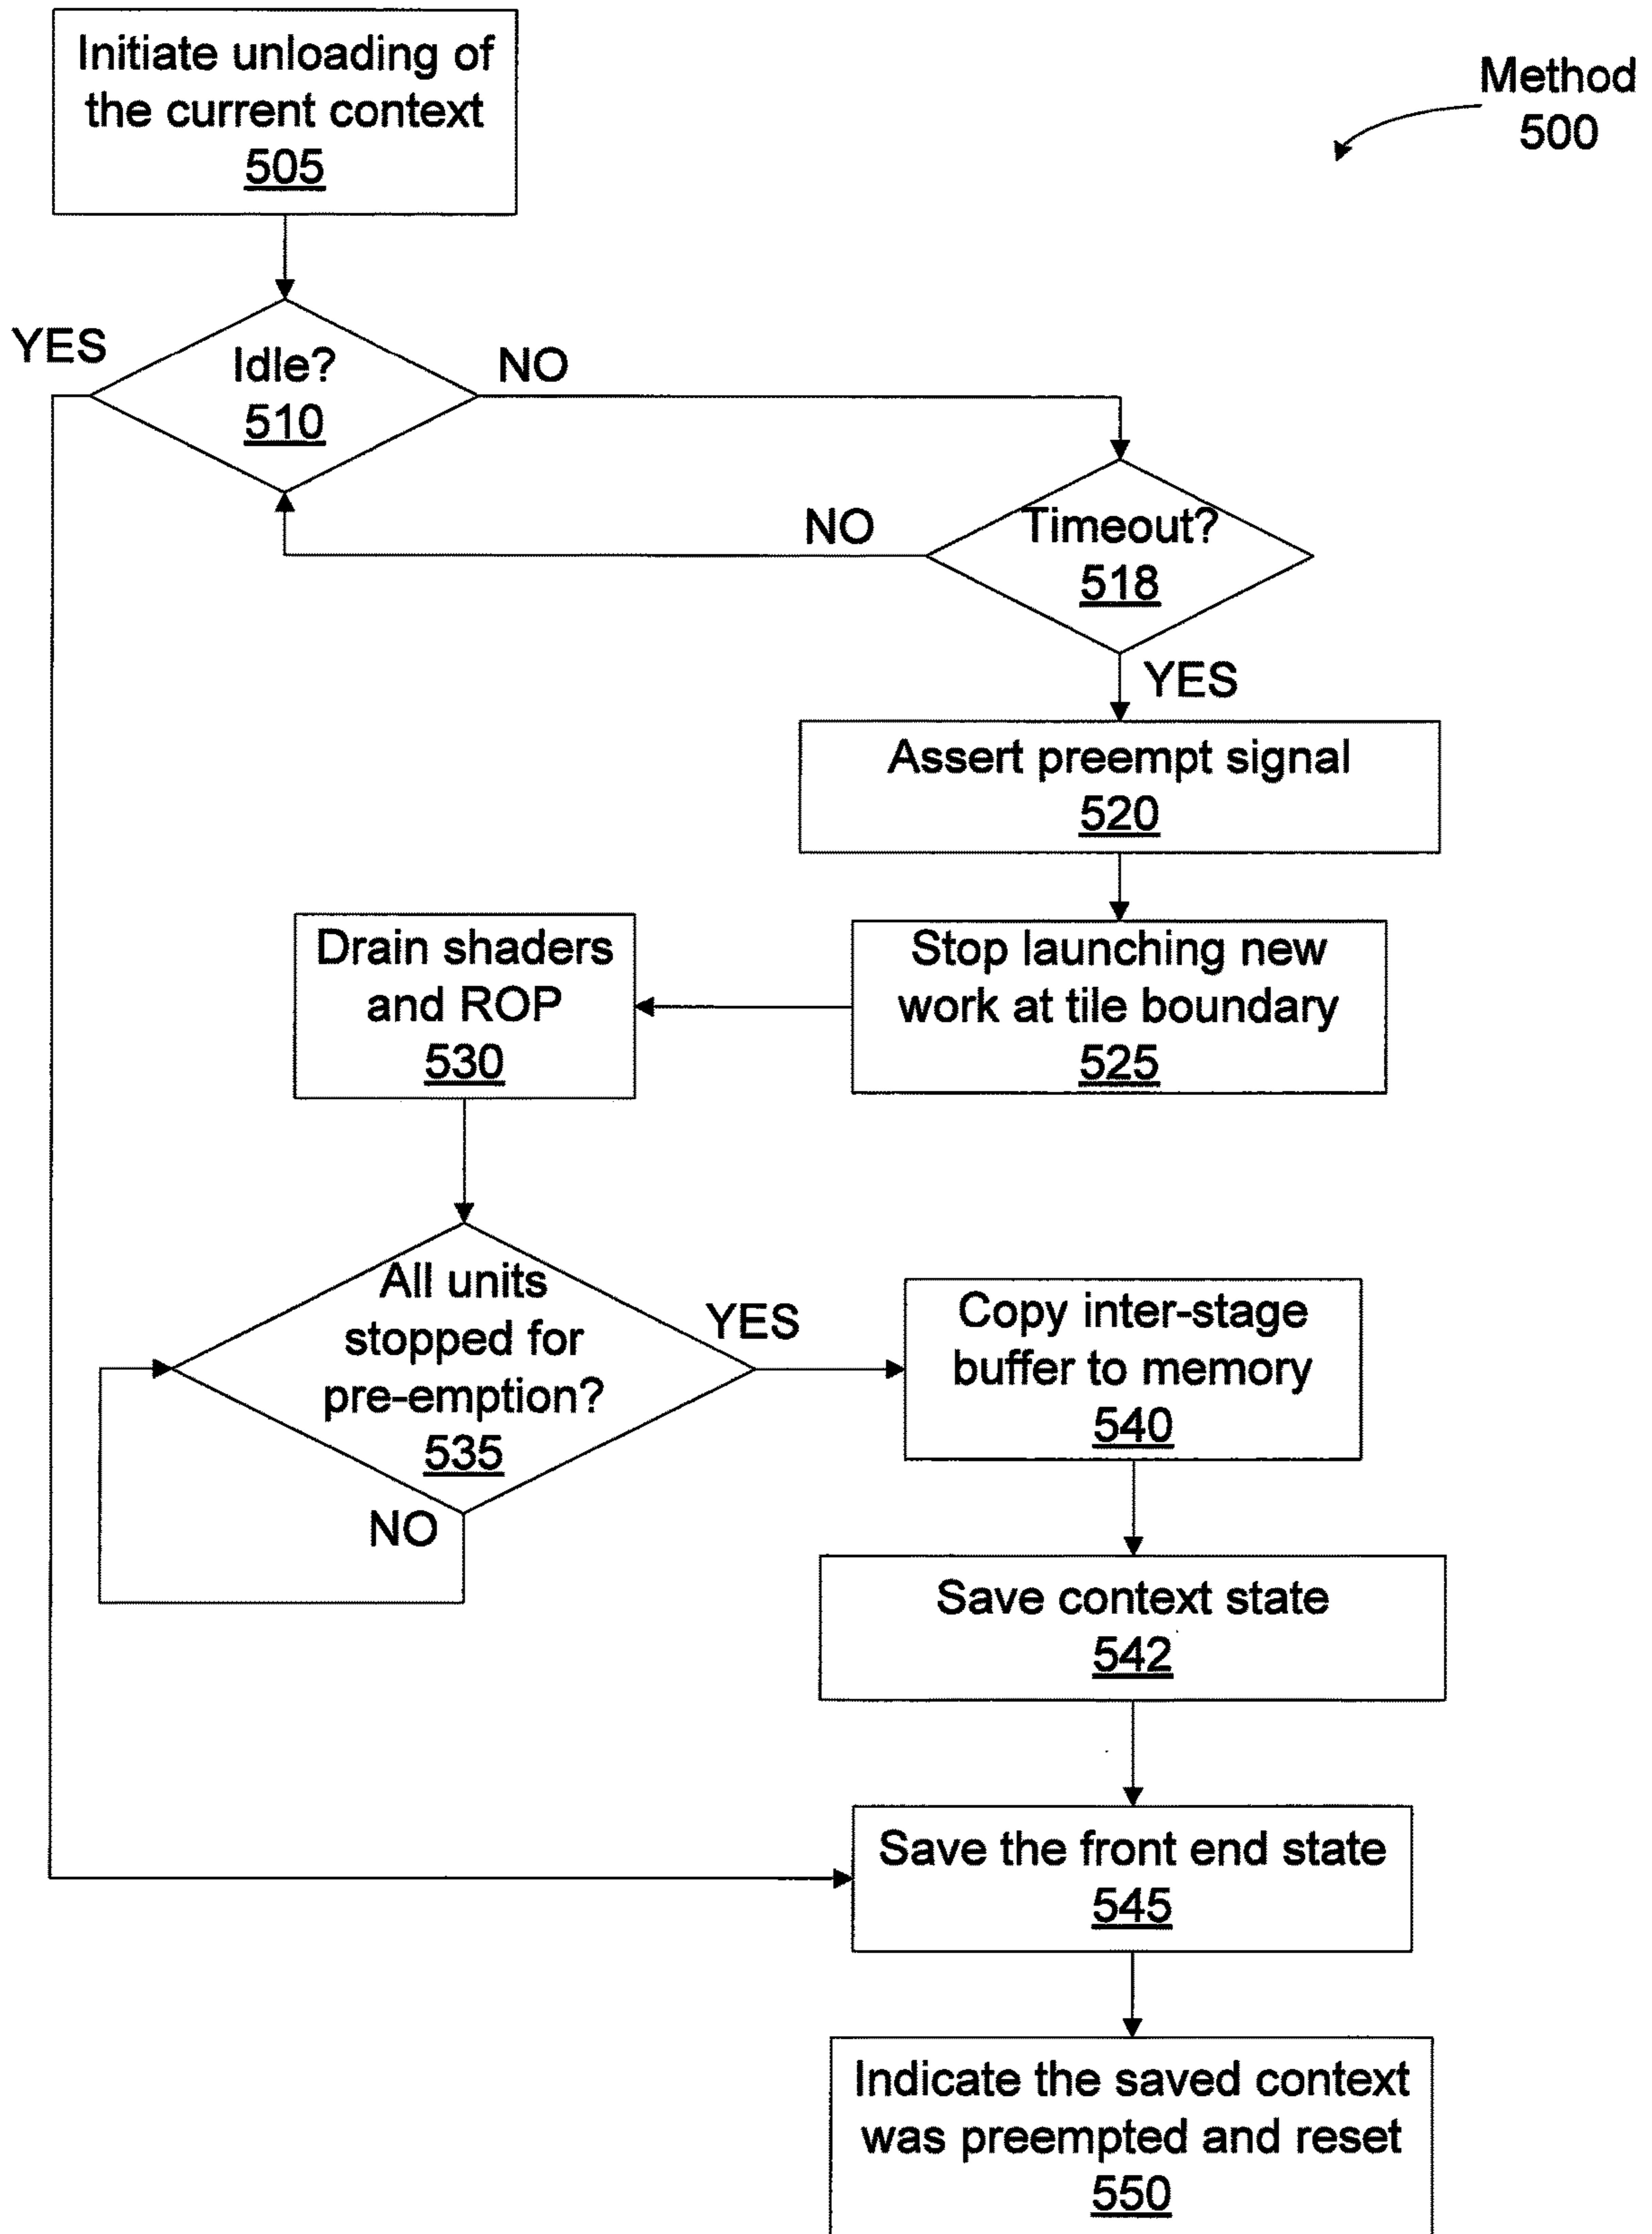 Initiate unloading of
the current context
505
Method
500
YES
Idle?
510
NO
NO
Timeout?
518
YES
Assert preempt signal
520
Drain shaders
and ROP
530
Stop launching new
work at tile boundary
525
All units
stopped for
pre-emption?
535
YES
NO
Copy inter-stage
buffer to memory
540
Save context state
542
Save the front end state
545
Indicate the saved context
was preempted and reset
550